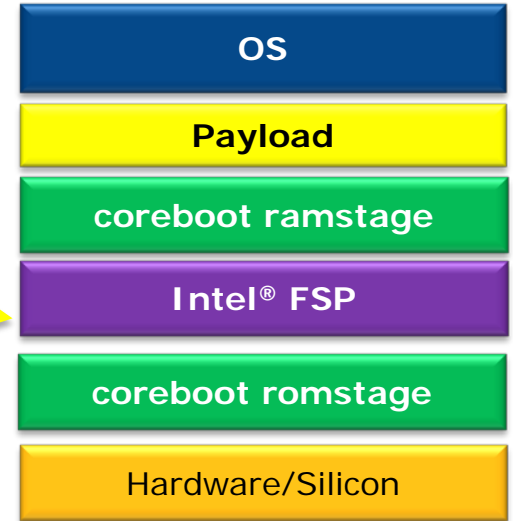 OS
Payload
coreboot ramstage
Intel® FSP
coreboot romstage
Hardware/Silicon